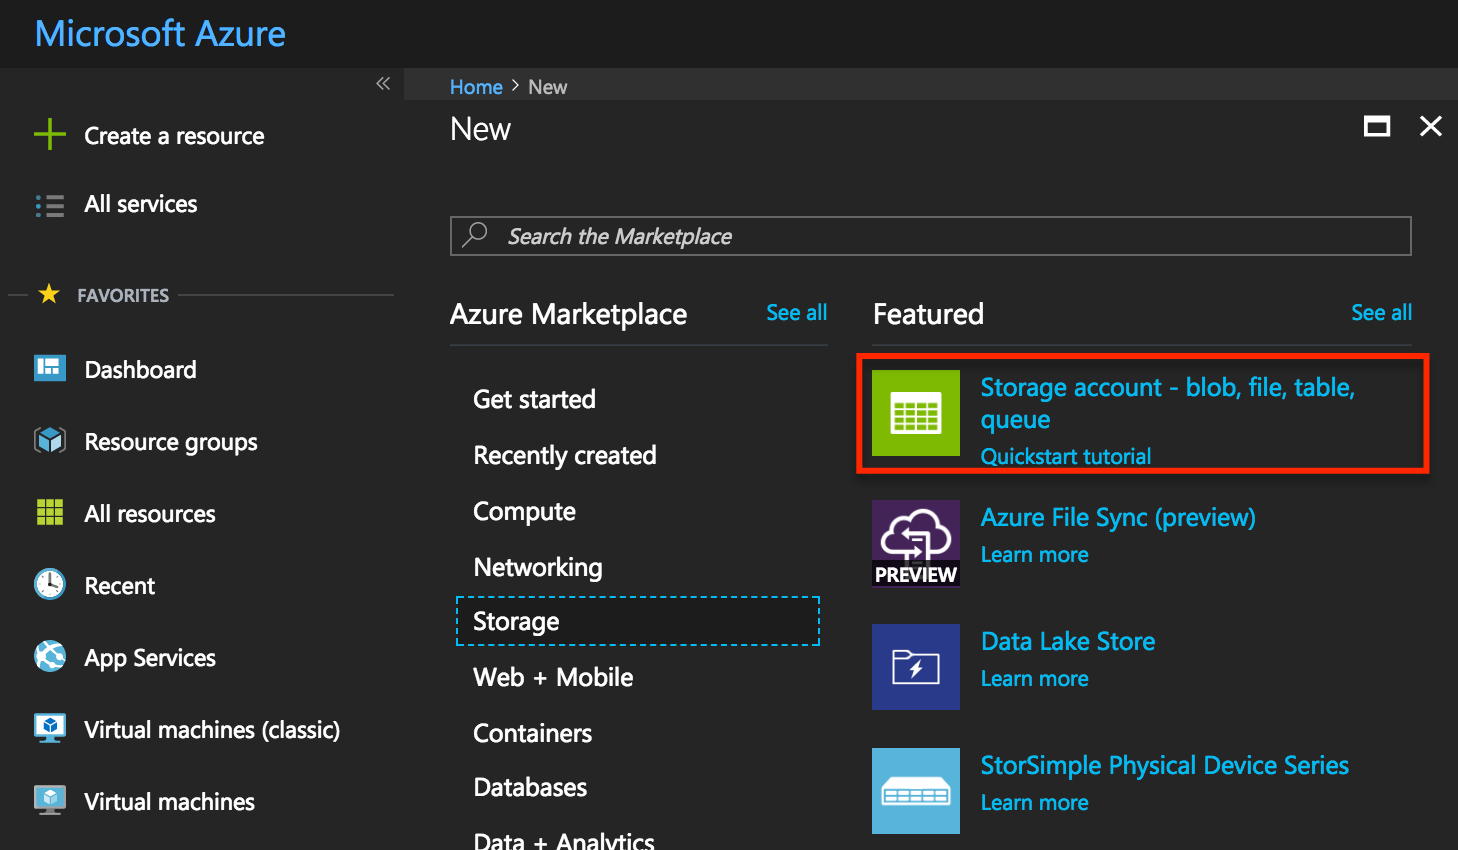 Microsoft Azure
Create a resource
All services
FAVORITES
Dashboard
Resource groups
All resources
Recent
App Services
Virtual machines (classic)
Virtual machines
Home > New
New
Search the Marketplace
Azure Marketplace See all
Get started
Recently created
Compute
Networking
Storage
Web + Mobile
Containers
Databases
Data + Analytics
Featured See all
Storage account - blob, file, table,
queue
Quickstart tutorial
PREVIEW
Azure File Sync (preview)
Learn more
Data Lake Store
Learn more
StorSimple Physical Device Series
Learn more